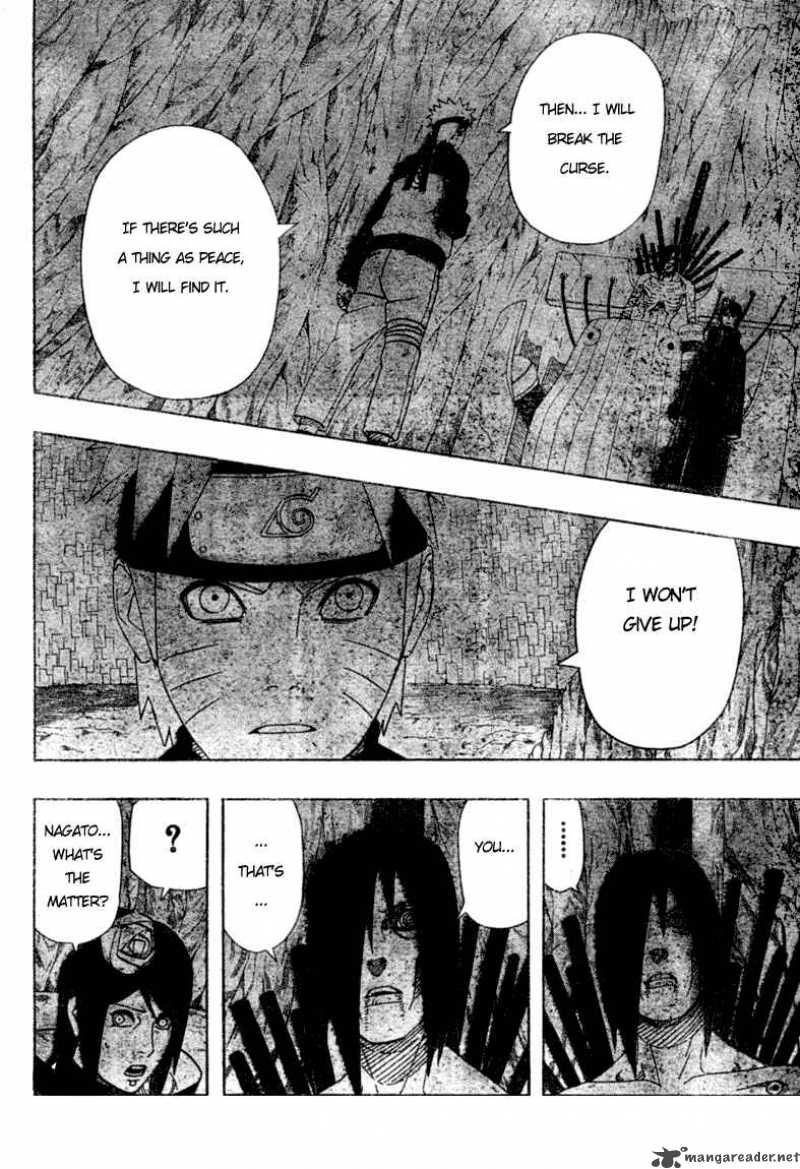 THEN... I WILL
BREAK THE
CURSE.
IF THERE'S SUCH
A THING AS PEACE,
I WILL FIND IT.
I WON'T
GIVE UP!
......
YOU...
...
THAT'S
...
?
NAGATO...
WHAT'S
THE
MATTER?
mangareader.net